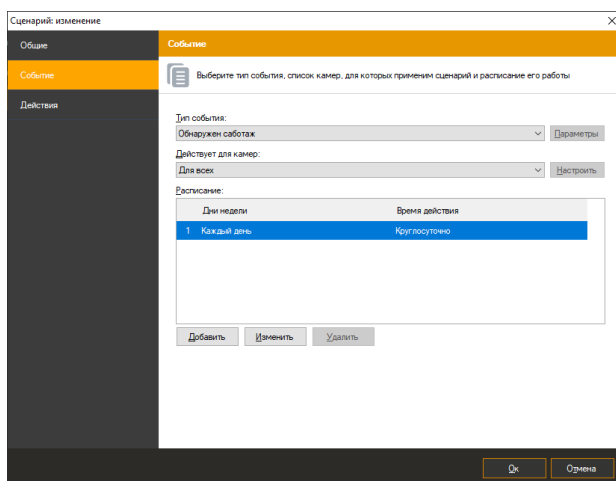 Сценарий: изменение
Общие
Событие
Действия
Событие
Выберите тип события, список камер, для которых применим сценарий и расписание его работы
Тип события:
Обнаружен саботаж
Параметры
Действует для камер:
Для всех
Настроить
Расписание:
Дни недели Время действия
1 Каждый день Круглосуточно
Добавить Изменить Удалить
Ок Отмена